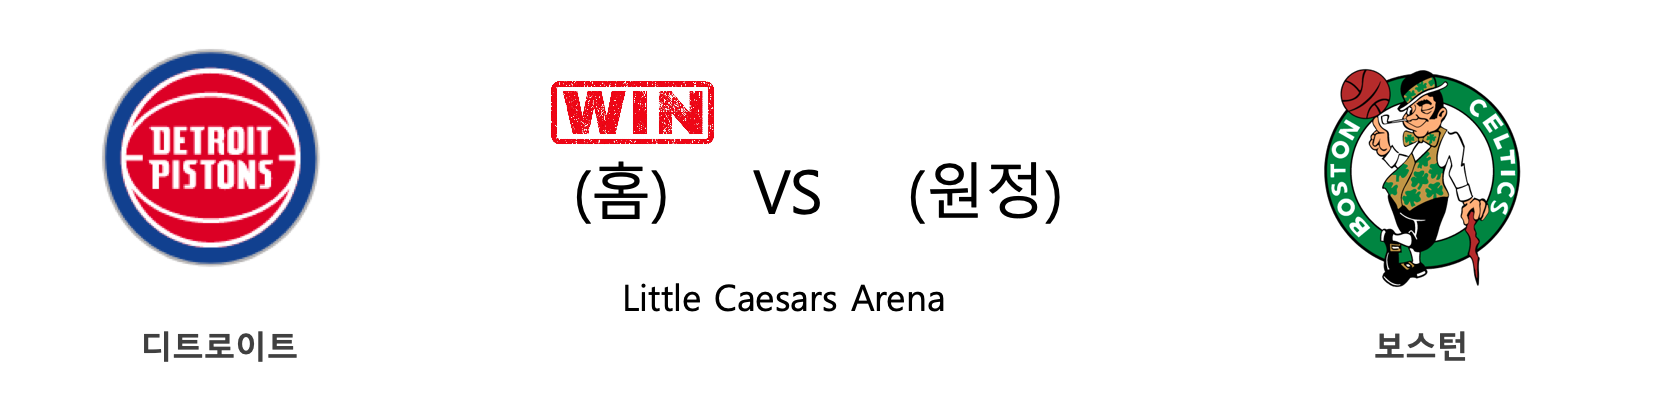 DETROIT
PISTONS
WIN
(홈) VS (원정)
BOSTON CELTICS
Little Caesars Arena
디트로이트
보스턴